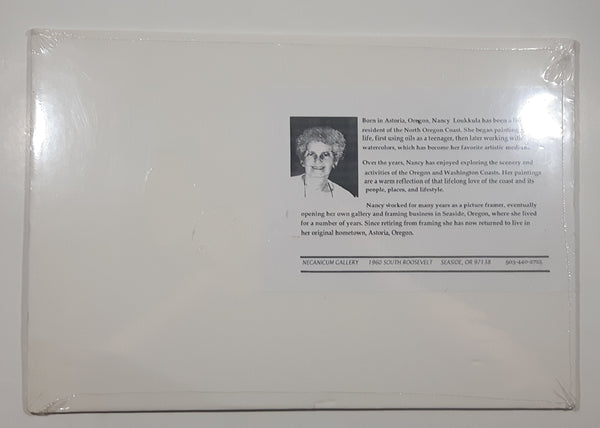 Born in Astoria, Oregon, Nancy Loukkula has been a
resident of the North Oregon Coast. She began painting
life, first using oils as a teenager, then later working with
watercolors, which has become her favorite artistic medium.
Over the years, Nancy has enjoyed exploring the scenery and
activities of the Oregon and Washington Coasts. Her paintings
are a warm reflection of that lifelong love of the coast and its
people, places, and lifestyle.
Nancy worked for many years as a picture framer, eventually
opening her own gallery and framing business in Seaside, Oregon, where she lived
for a number of years. Since retiring from framing she has now returned to live in
her original hometown, Astoria, Oregon.
NECANICUM GALLERY 1960 SOUTH ROOSEVELT SEASIDE, OR 97138